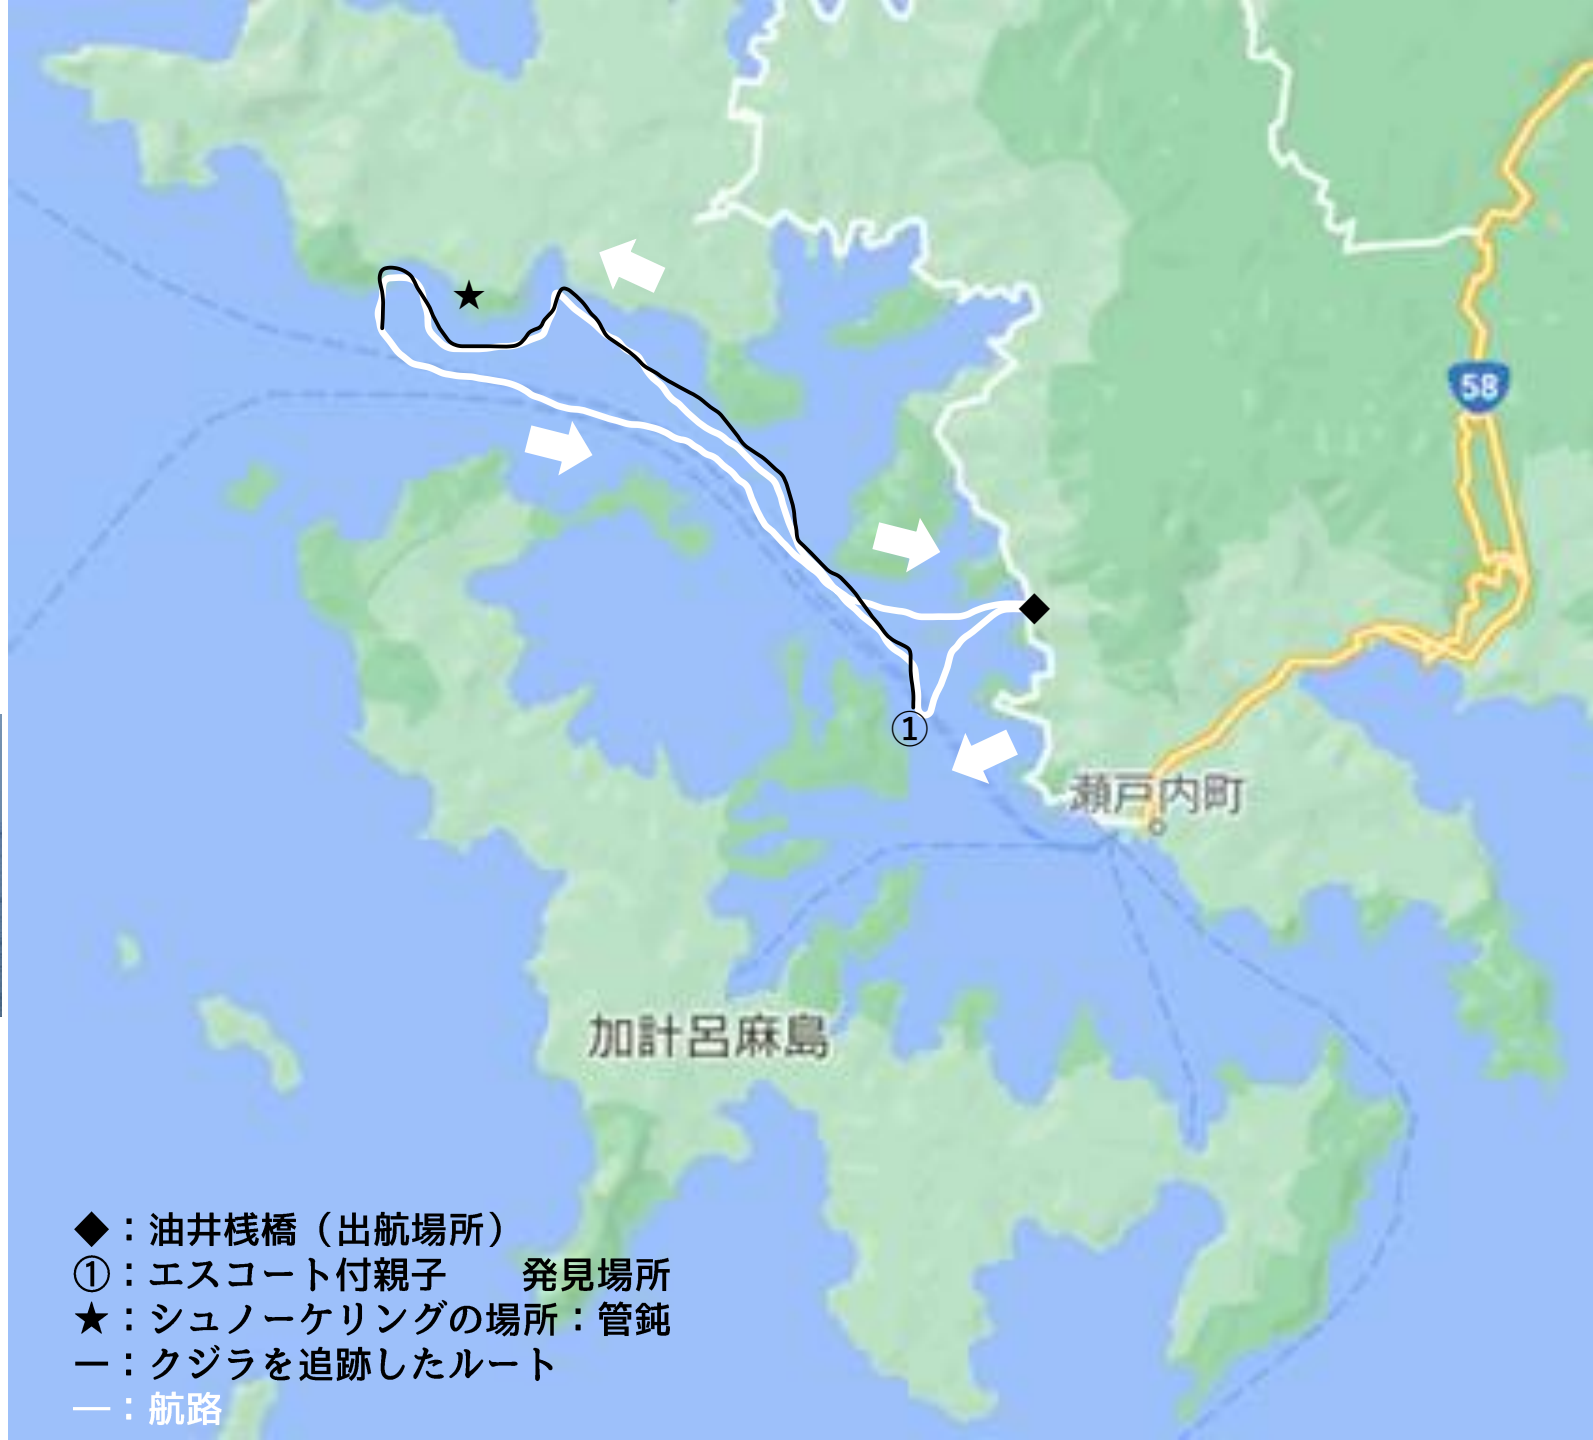 58
①
瀬戸内町
加計呂麻島
◆：油井桟橋（出航場所）
①：エスコート付親子　　発見場所
★：シュノーケリングの場所：管鈍
―：クジラを追跡したルート
―：航路